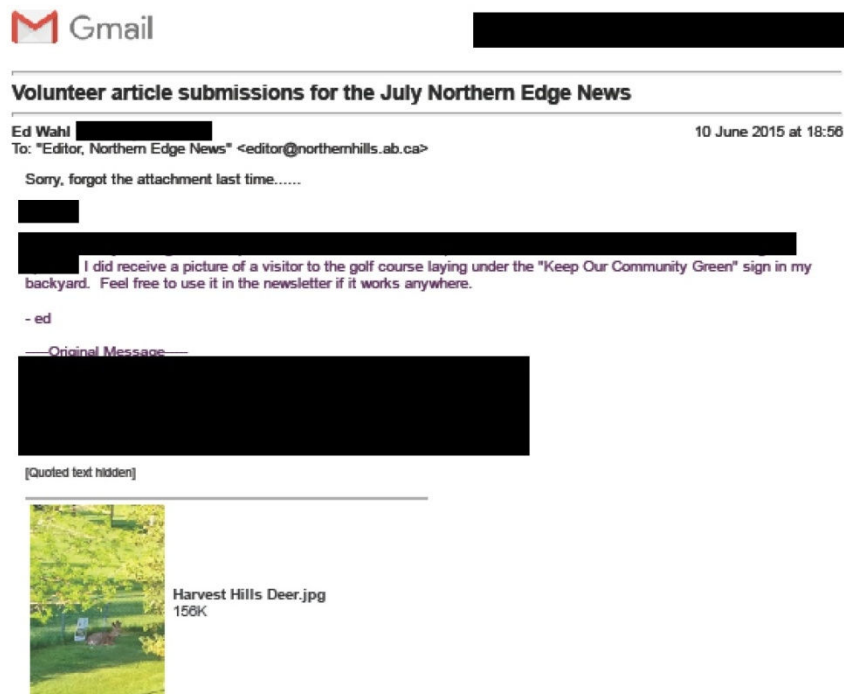 Gmail
Volunteer article submissions for the July Northern Edge News
Ed Wahl
10 June 2015 at 18:56
To: "Editor, Northern Edge News" <editor@northernhills.ab.ca>
Sorry, forgot the attachment last time......
I did receive a picture of a visitor to the golf course laying under the "Keep Our Community Green" sign in my
backyard.  Feel free to use it in the newsletter if it works anywhere.
- ed
-----Original Message-----
[Quoted text hidden]
Harvest Hills Deer.jpg
156K